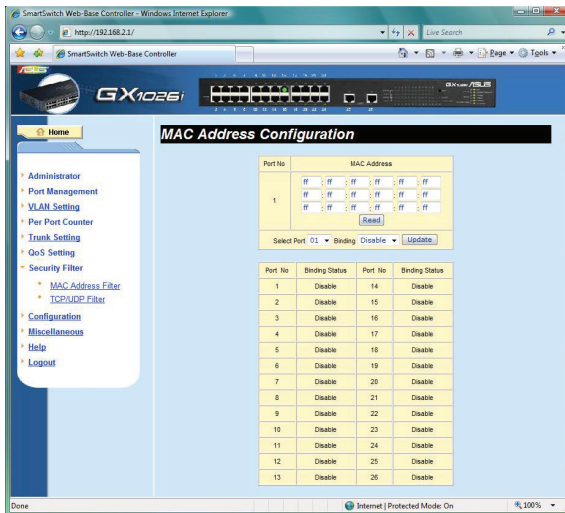 SmartSwitch Web-Base Controller - Windows Internet Explorer
http://192.168.2.1/
Live Search
SmartSwitch Web-Base Controller
Page
Tools
GX1026i
ASUS
Home
MAC Address Configuration
Administrator
Port Management
VLAN Setting
Per Port Counter
Trunk Setting
QoS Setting
Security Filter
MAC Address Filter
TCP/UDP Filter
Configuration
Miscellaneous
Help
Logout
Port No MAC Address
1
ff : ff : ff : ff : ff : ff
ff : ff : ff : ff : ff : ff
ff : ff : ff : ff : ff : ff
Read
Select Port 01 Binding Disable Update
Port No Binding Status Port No Binding Status
1 Disable 14 Disable
2 Disable 15 Disable
3 Disable 16 Disable
4 Disable 17 Disable
5 Disable 18 Disable
6 Disable 19 Disable
7 Disable 20 Disable
8 Disable 21 Disable
9 Disable 22 Disable
10 Disable 23 Disable
11 Disable 24 Disable
12 Disable 25 Disable
13 Disable 26 Disable
Done
Internet | Protected Mode: On
100%